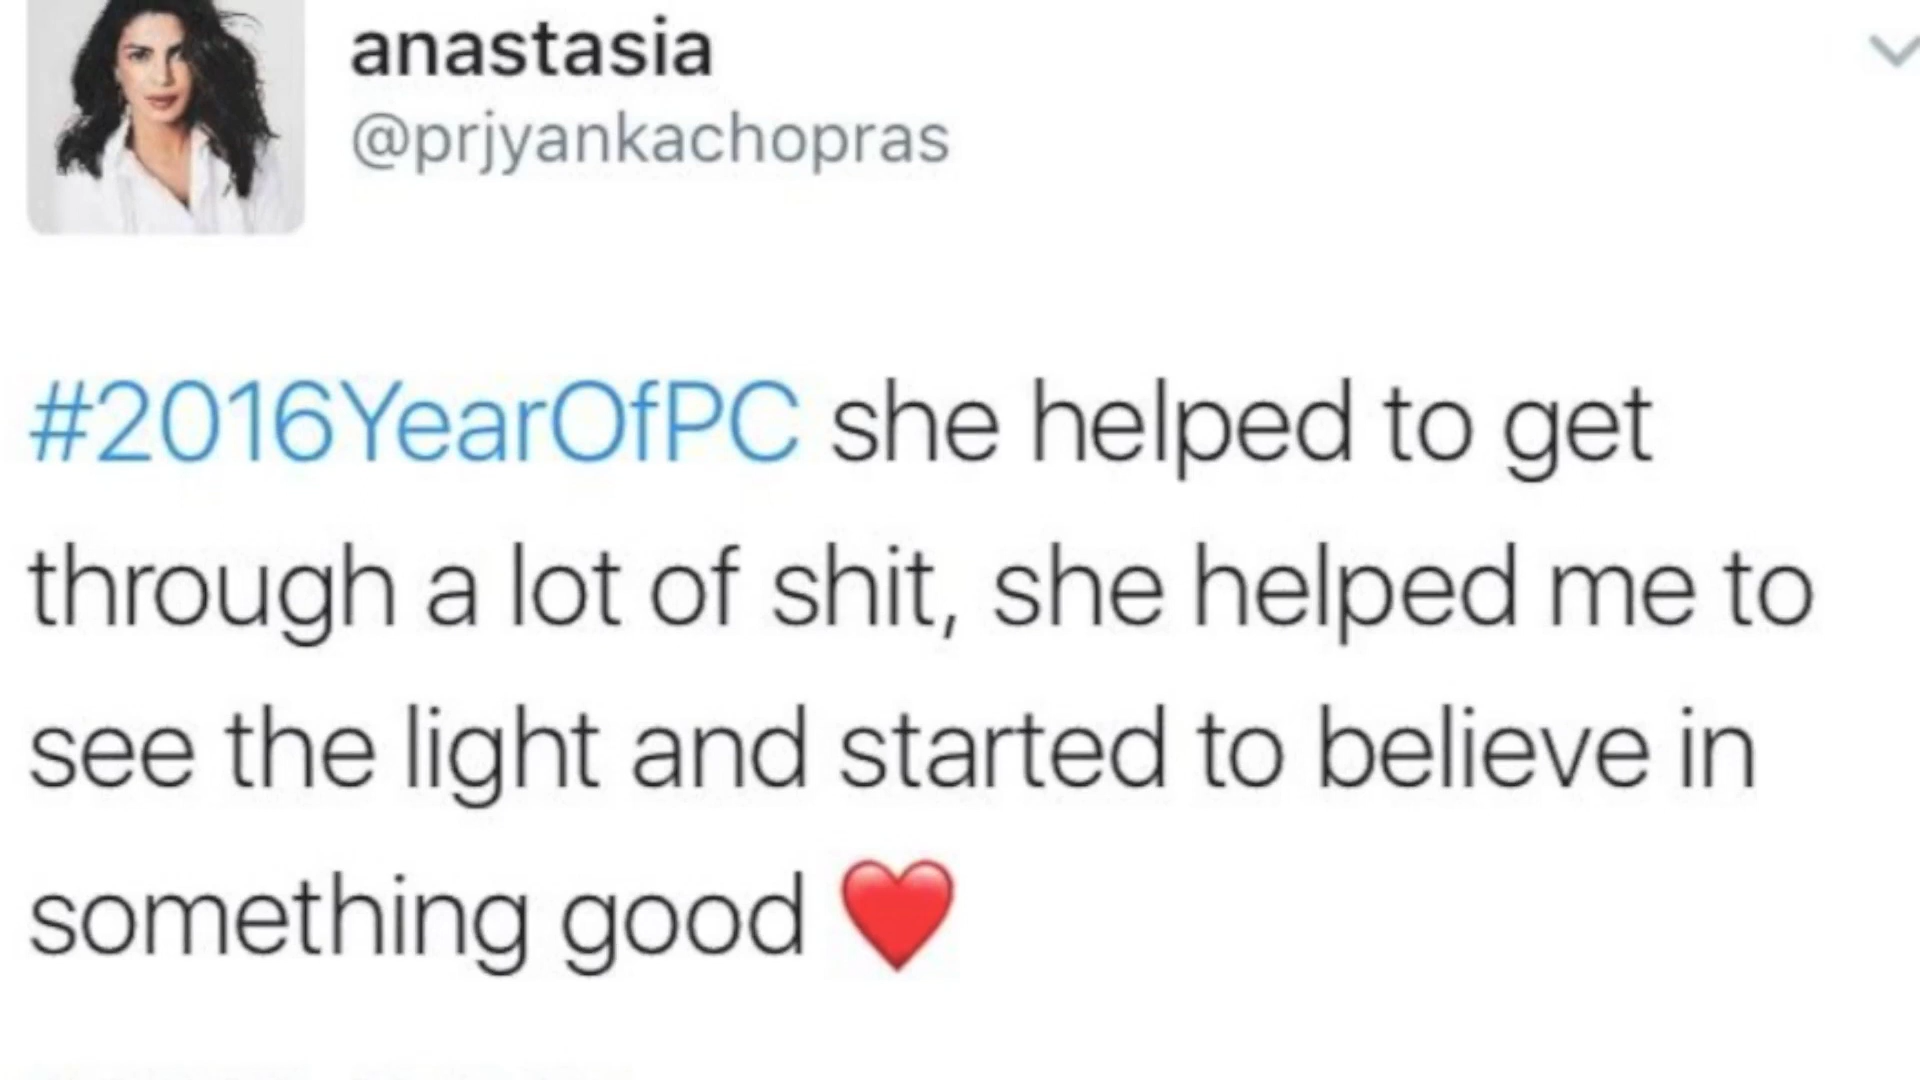 anastasia
@prjyankachopras
#2016YearOfPC she helped to get
through a lot of shit, she helped me to
see the light and started to believe in
something good ❤️